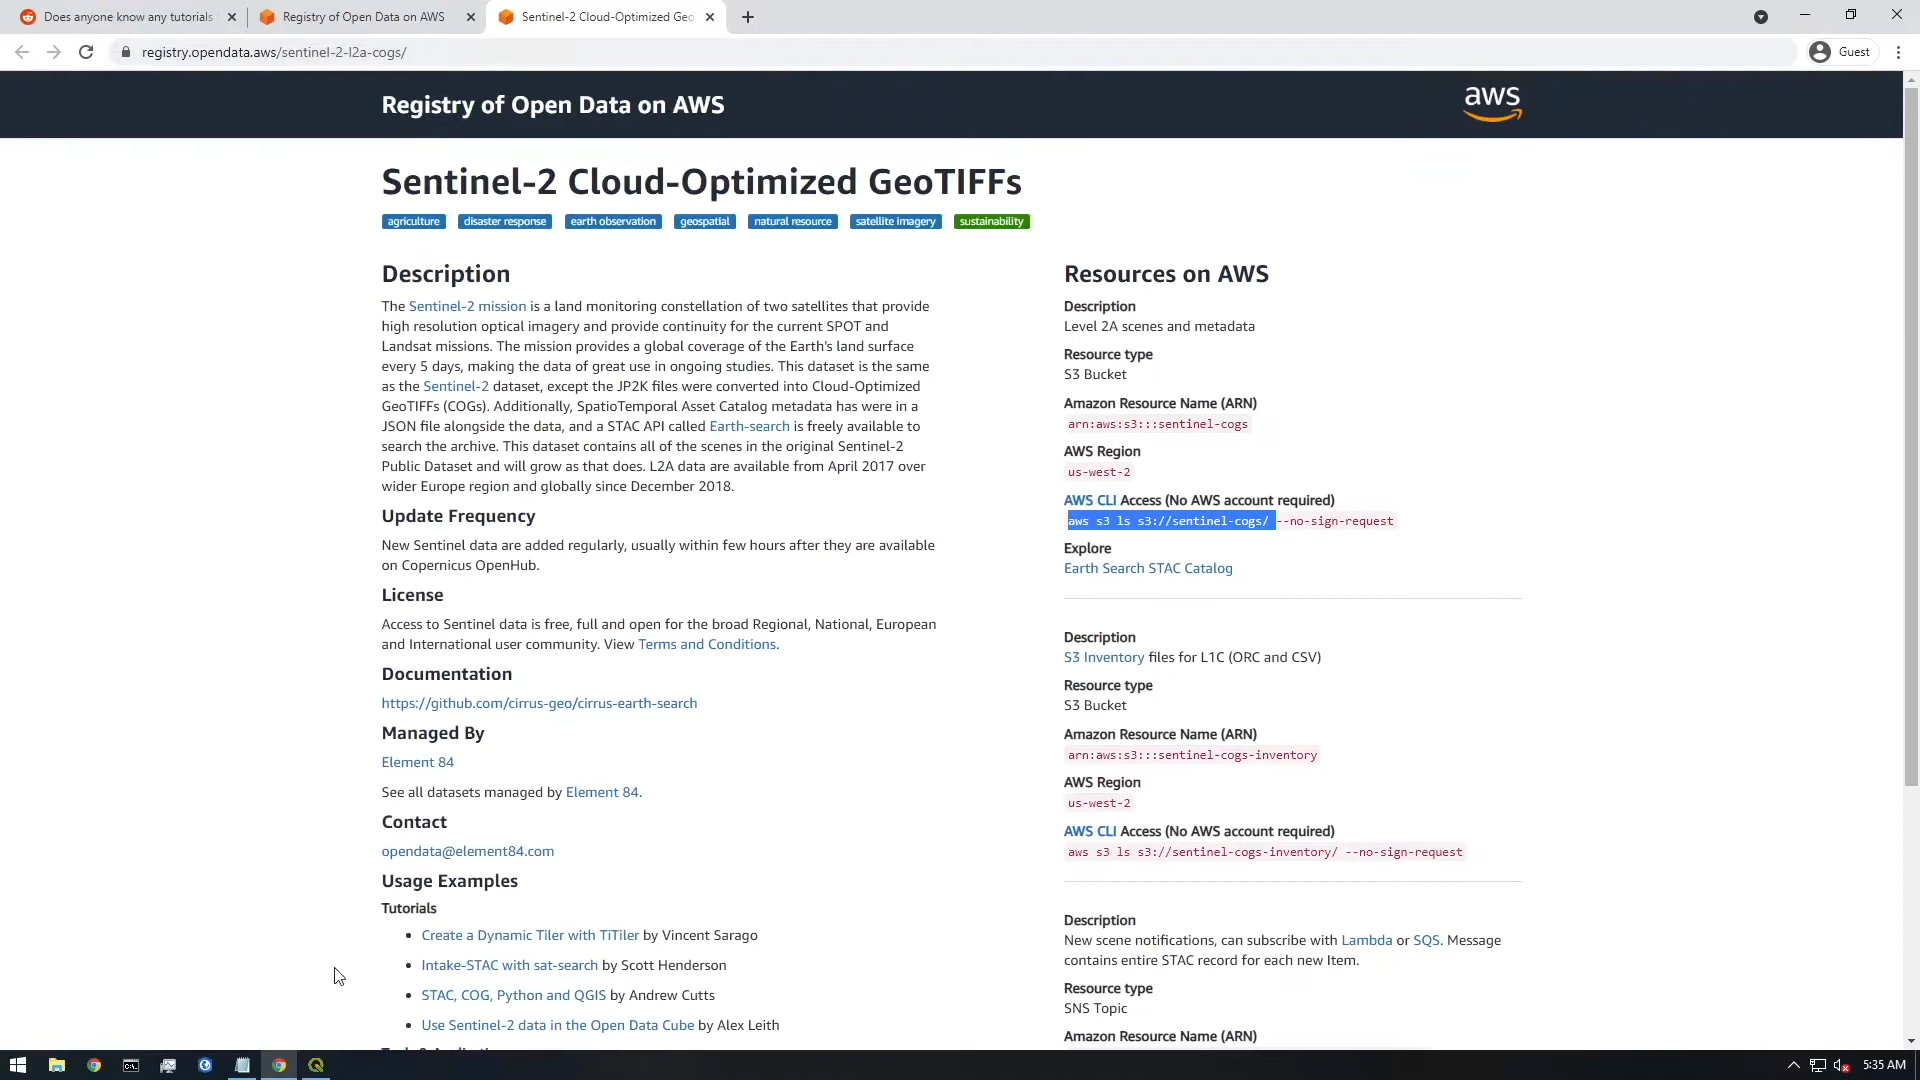 Does anyone know any tutorials
Registry of Open Data on AWS
Sentinel-2 Cloud-Optimized Geo
registry.opendata.aws/sentinel-2-l2a-cogs/
Guest
Registry of Open Data on AWS
aws
Sentinel-2 Cloud-Optimized GeoTIFFs
agriculture disaster response earth observation geospatial natural resource satellite imagery sustainability
Description
The Sentinel-2 mission is a land monitoring constellation of two satellites that provide
high resolution optical imagery and provide continuity for the current SPOT and
Landsat missions. The mission provides a global coverage of the Earth's land surface
every 5 days, making the data of great use in ongoing studies. This dataset is the same
as the Sentinel-2 dataset, except the JP2K files were converted into Cloud-Optimized
GeoTIFFs (COGs). Additionally, SpatioTemporal Asset Catalog metadata has were in a
JSON file alongside the data, and a STAC API called Earth-search is freely available to
search the archive. This dataset contains all of the scenes in the original Sentinel-2
Public Dataset and will grow as that does. L2A data are available from April 2017 over
wider Europe region and globally since December 2018.
Update Frequency
New Sentinel data are added regularly, usually within few hours after they are available
on Copernicus OpenHub.
License
Access to Sentinel data is free, full and open for the broad Regional, National, European
and International user community. View Terms and Conditions.
Documentation
https://github.com/cirrus-geo/cirrus-earth-search
Managed By
Element 84
See all datasets managed by Element 84.
Contact
opendata@element84.com
Usage Examples
Tutorials
• Create a Dynamic Tiler with TiTiler by Vincent Sarago
• Intake-STAC with sat-search by Scott Henderson
• STAC, COG, Python and QGIS by Andrew Cutts
• Use Sentinel-2 data in the Open Data Cube by Alex Leith
Resources on AWS
Description
Level 2A scenes and metadata
Resource type
S3 Bucket
Amazon Resource Name (ARN)
arn:aws:s3:::sentinel-cogs
AWS Region
us-west-2
AWS CLI Access (No AWS account required)
aws s3 ls s3://sentinel-cogs/ --no-sign-request
Explore
Earth Search STAC Catalog
Description
S3 Inventory files for L1C (ORC and CSV)
Resource type
S3 Bucket
Amazon Resource Name (ARN)
arn:aws:s3:::sentinel-cogs-inventory
AWS Region
us-west-2
AWS CLI Access (No AWS account required)
aws s3 ls s3://sentinel-cogs-inventory/ --no-sign-request
Description
New scene notifications, can subscribe with Lambda or SQS. Message
contains entire STAC record for each new Item.
Resource type
SNS Topic
Amazon Resource Name (ARN)
5:35 AM